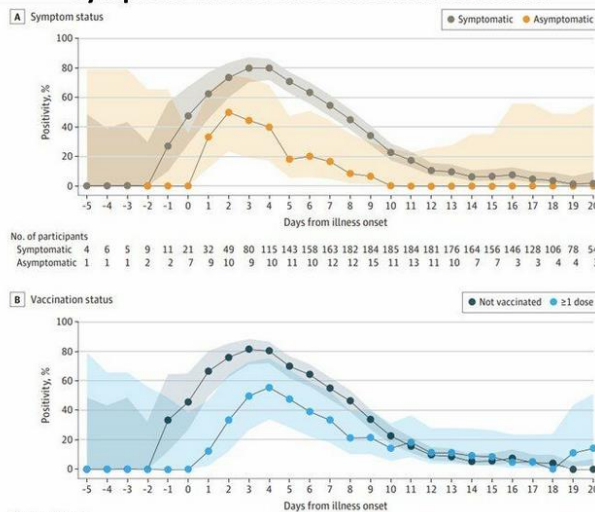 A Symptom status
Symptomatic Asymptomatic
100
80
60
40
20
0
Positivity, %
-5 -4 -3 -2 -1 0 1 2 3 4 5 6 7 8 9 10 11 12 13 14 15 16 17 18 19 20
Days from illness onset
No. of participants
Symptomatic 4 6 5 9 11 21 32 49 80 115 143 158 163 182 184 185 184 181 176 164 156 146 128 106 78 54
Asymptomatic 1 1 1 2 2 7 9 10 9 10 11 10 12 12 15 11 13 11 10 7 7 3 3 4 4
B Vaccination status
Not vaccinated ≥1 dose
100
80
60
40
20
0
Positivity, %
-5 -4 -3 -2 -1 0 1 2 3 4 5 6 7 8 9 10 11 12 13 14 15 16 17 18 19 20
Days from illness onset